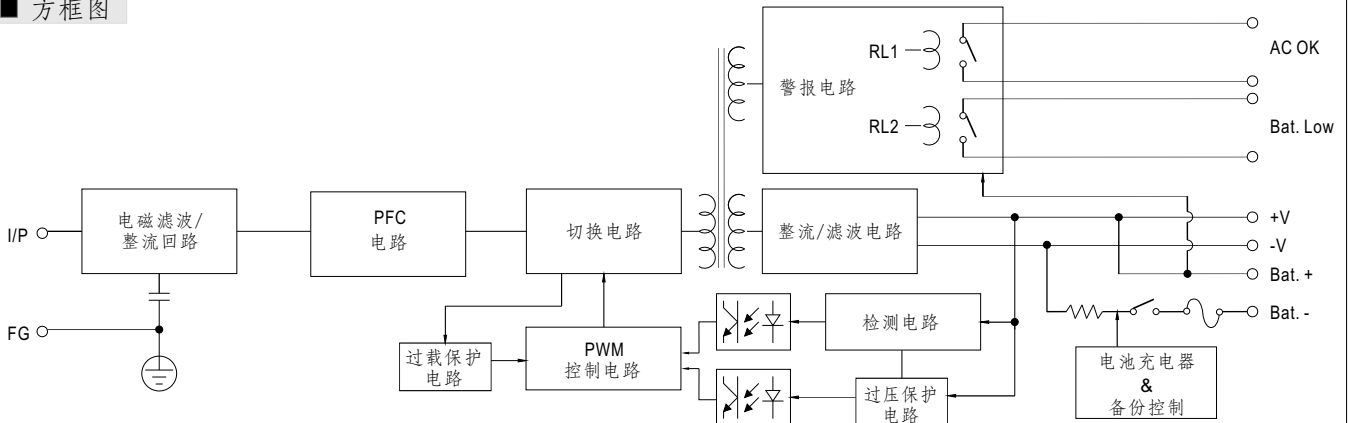 方框图
RL1
AC OK
警报电路
RL2
Bat. Low
I/P
电磁滤波/
整流回路
PFC
电路
切换电路
整流/滤波电路
+V
-V
Bat. +
Bat. -
FG
过载保护
电路
PWM
控制电路
检测电路
过压保护
电路
电池充电器
&
备份控制